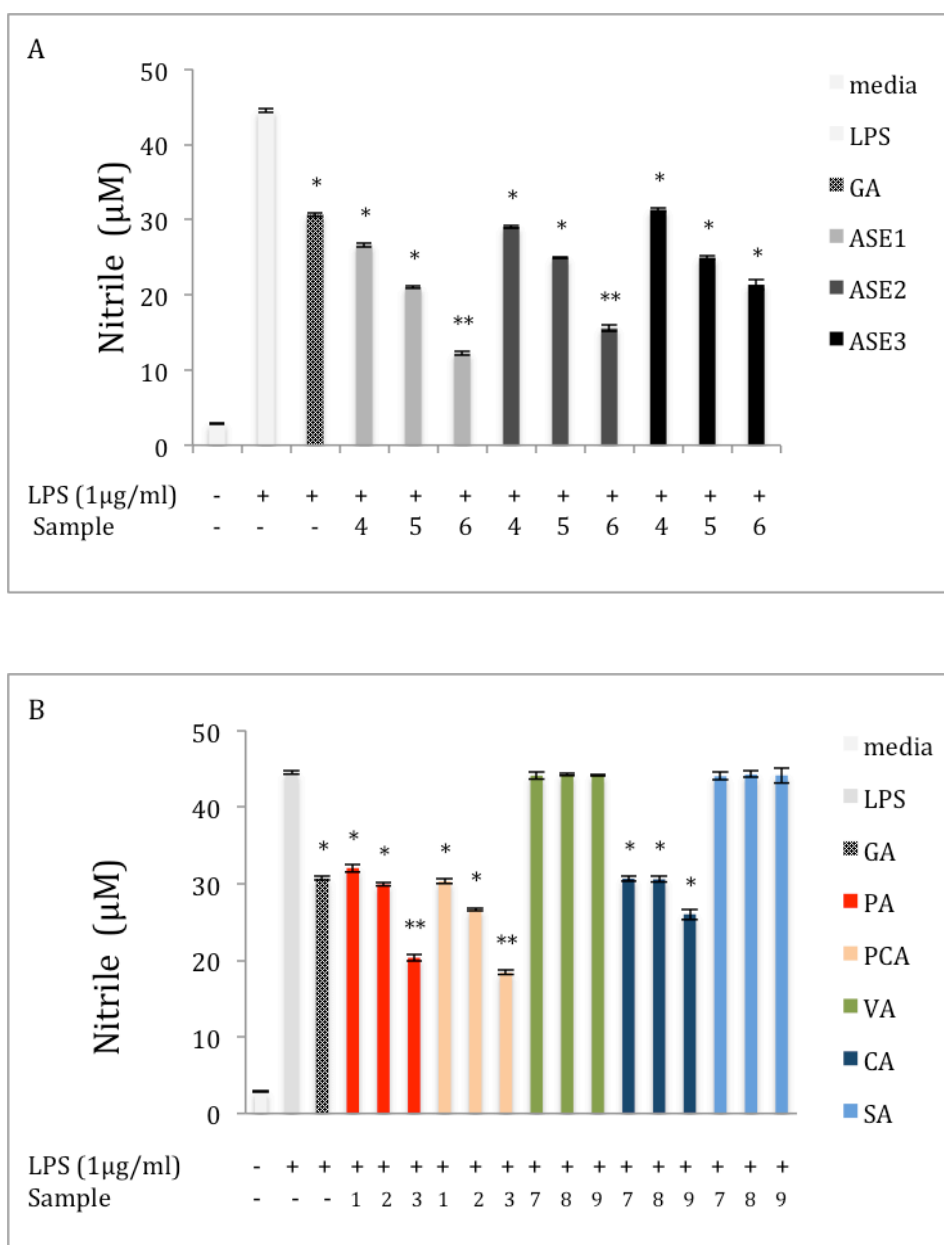 A
50
40
30
20
10
0
Nitrile (μM)
* * * ** * * ** * * *
media
LPS
GA
ASE1
ASE2
ASE3
LPS (1μg/ml) - + + + + + + + + + + +
Sample - - - 4 5 6 4 5 6 4 5 6
B
50
40
30
20
10
0
Nitrile (μM)
* * * ** * * ** * * *
media
LPS
GA
PA
PCA
VA
CA
SA
LPS (1μg/ml) - + + + + + + + + + + + + + + + + +
Sample - - - 1 2 3 1 2 3 7 8 9 7 8 9 7 8 9